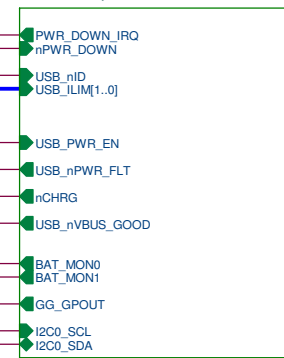 PWR_DOWN_IRQ
nPWR_DOWN
USB_nID
USB_ILIM[1..0]
USB_PWR_EN
USB_nPWR_FLT
nCHRG
USB_nVBUS_GOOD
BAT_MON0
BAT_MON1
GG_GPOUT
I2C0_SCL
I2C0_SDA